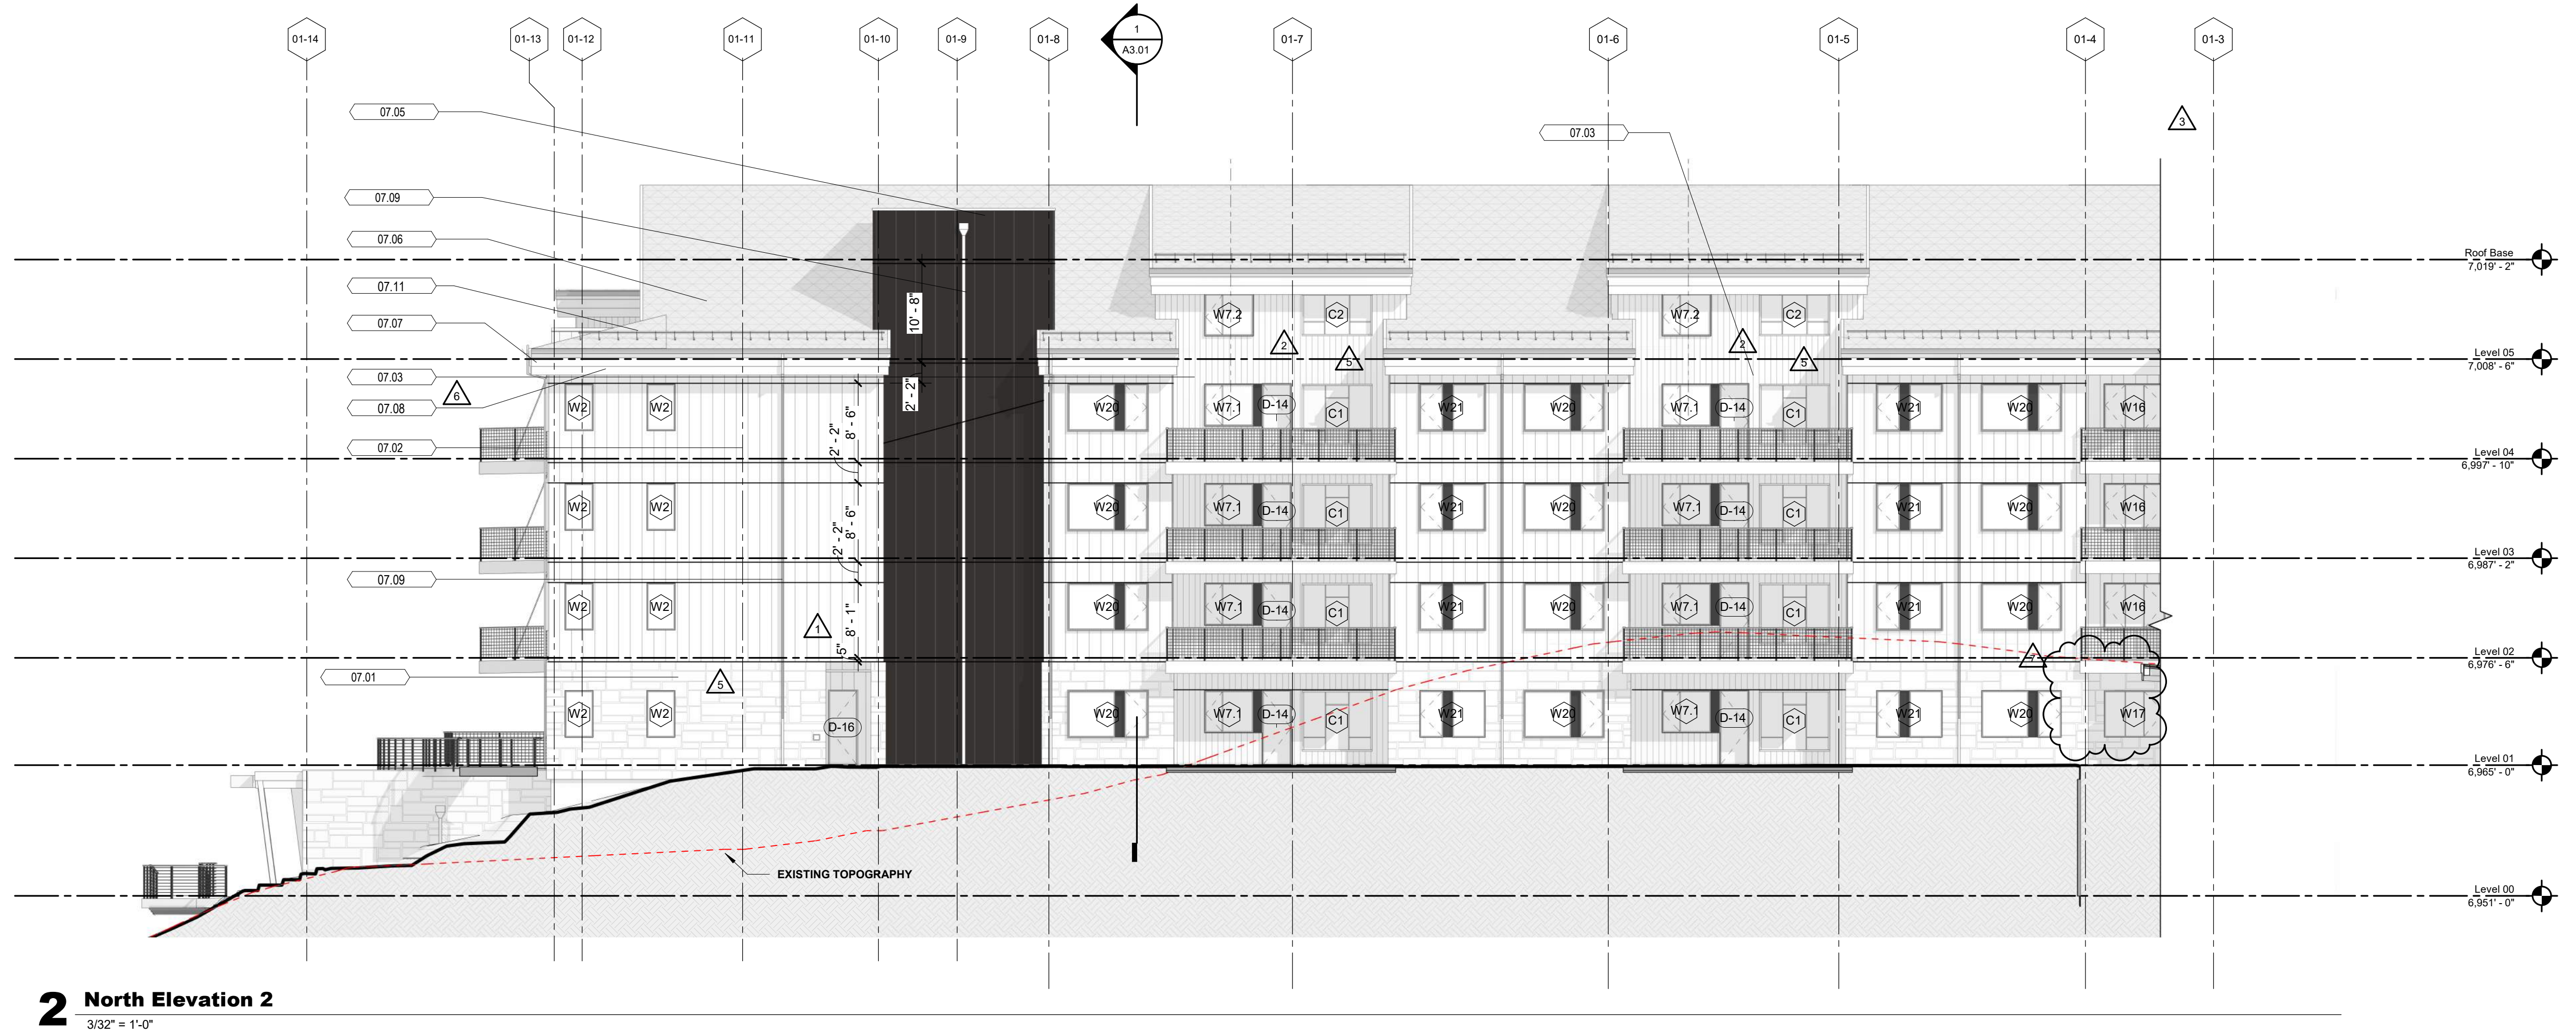 01-14
01-13
01-12
01-11
01-10
01-9
01-8
1
A3.01
01-7
01-6
01-5
01-4
01-3
07.05
3
07.03
07.09
07.06
Roof Base
7,019' - 2"
07.11
10' - 8"
W7.2
C2
W7.2
C2
07.07
2
5
2
5
Level 05
7,008' - 6"
07.03
6
2' - 2"
07.08
W2
W2
8' - 6"
W20
W7.1
D-14
C1
W21
W20
W7.1
D-14
C1
W21
W20
W16
07.02
2' - 2"
Level 04
6,997' - 10"
W2
W2
8' - 6"
W20
W7.1
D-14
C1
W21
W20
W7.1
D-14
C1
W21
W20
W16
2' - 2"
Level 03
6,987' - 2"
07.09
W2
W2
8' - 1"
W20
W7.1
D-14
C1
W21
W20
W7.1
D-14
C1
W21
W20
W16
1
5"
7
Level 02
6,976' - 6"
07.01
5
W2
W2
D-16
W20
W7.1
D-14
C1
W21
W20
W7.1
D-14
C1
W21
W20
W17
Level 01
6,965' - 0"
EXISTING TOPOGRAPHY
Level 00
6,951' - 0"
2 North Elevation 2
3/32" = 1'-0"